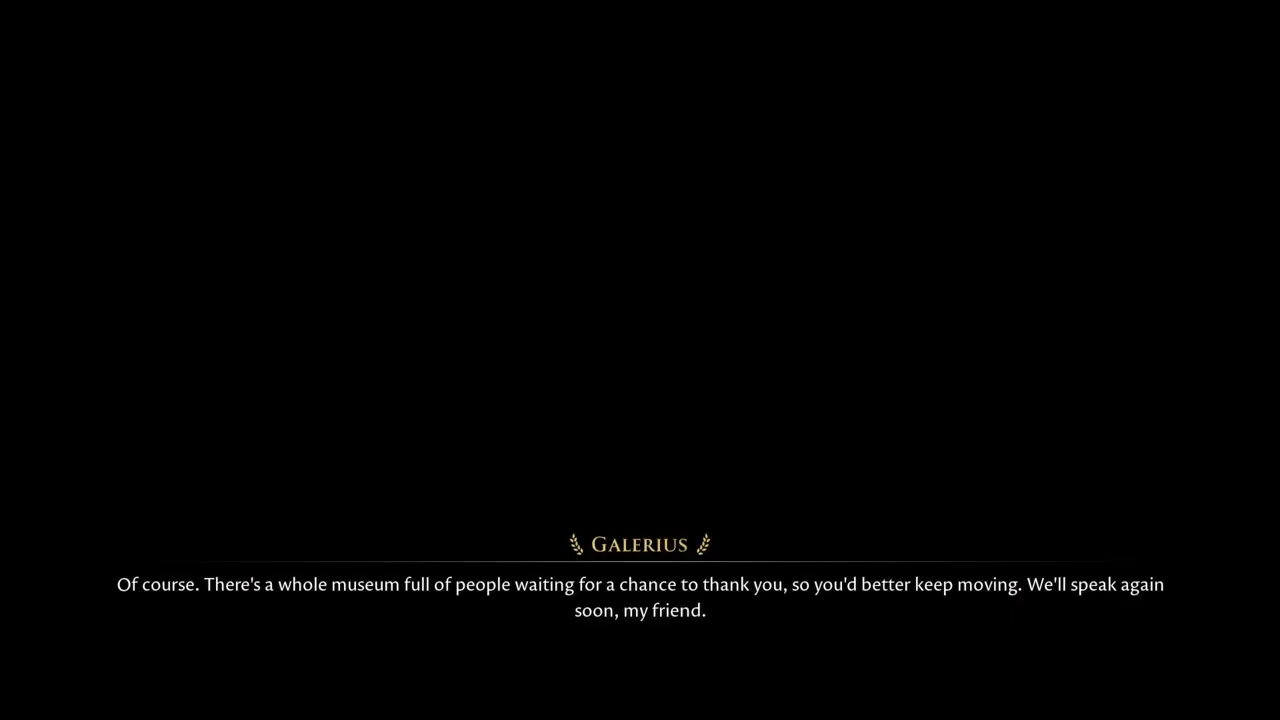 GALERIUS
Of course. There's a whole museum full of people waiting for a chance to thank you, so you'd better keep moving. We'll speak again
soon, my friend.